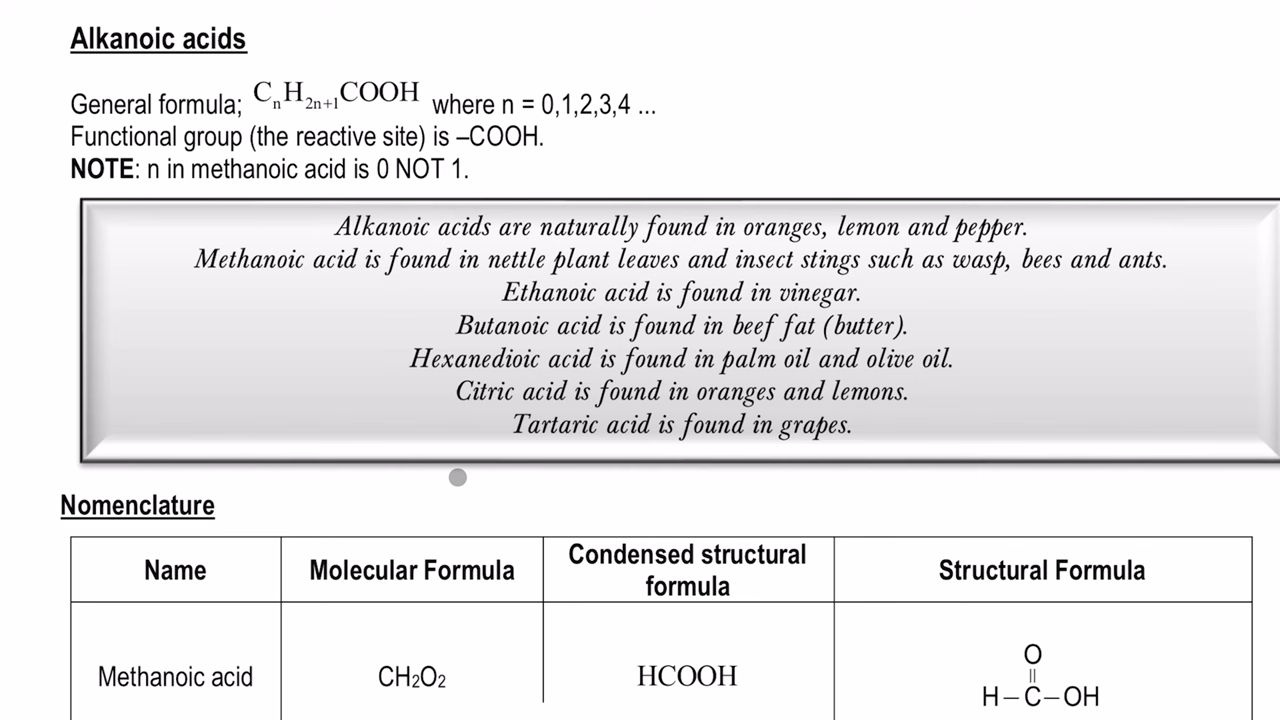 Alkanoic acids
General formula; CₙH₂ₙ₊₁COOH where n = 0,1,2,3,4 ...
Functional group (the reactive site) is –COOH.
NOTE: n in methanoic acid is 0 NOT 1.
Alkanoic acids are naturally found in oranges, lemon and pepper.
Methanoic acid is found in nettle plant leaves and insect stings such as wasp, bees and ants.
Ethanoic acid is found in vinegar.
Butanoic acid is found in beef fat (butter).
Hexanedioic acid is found in palm oil and olive oil.
Citric acid is found in oranges and lemons.
Tartaric acid is found in grapes.
Nomenclature
Name
Molecular Formula
Condensed structural
formula
Structural Formula
Methanoic acid
CH₂O₂
HCOOH
O
||
H–C–OH